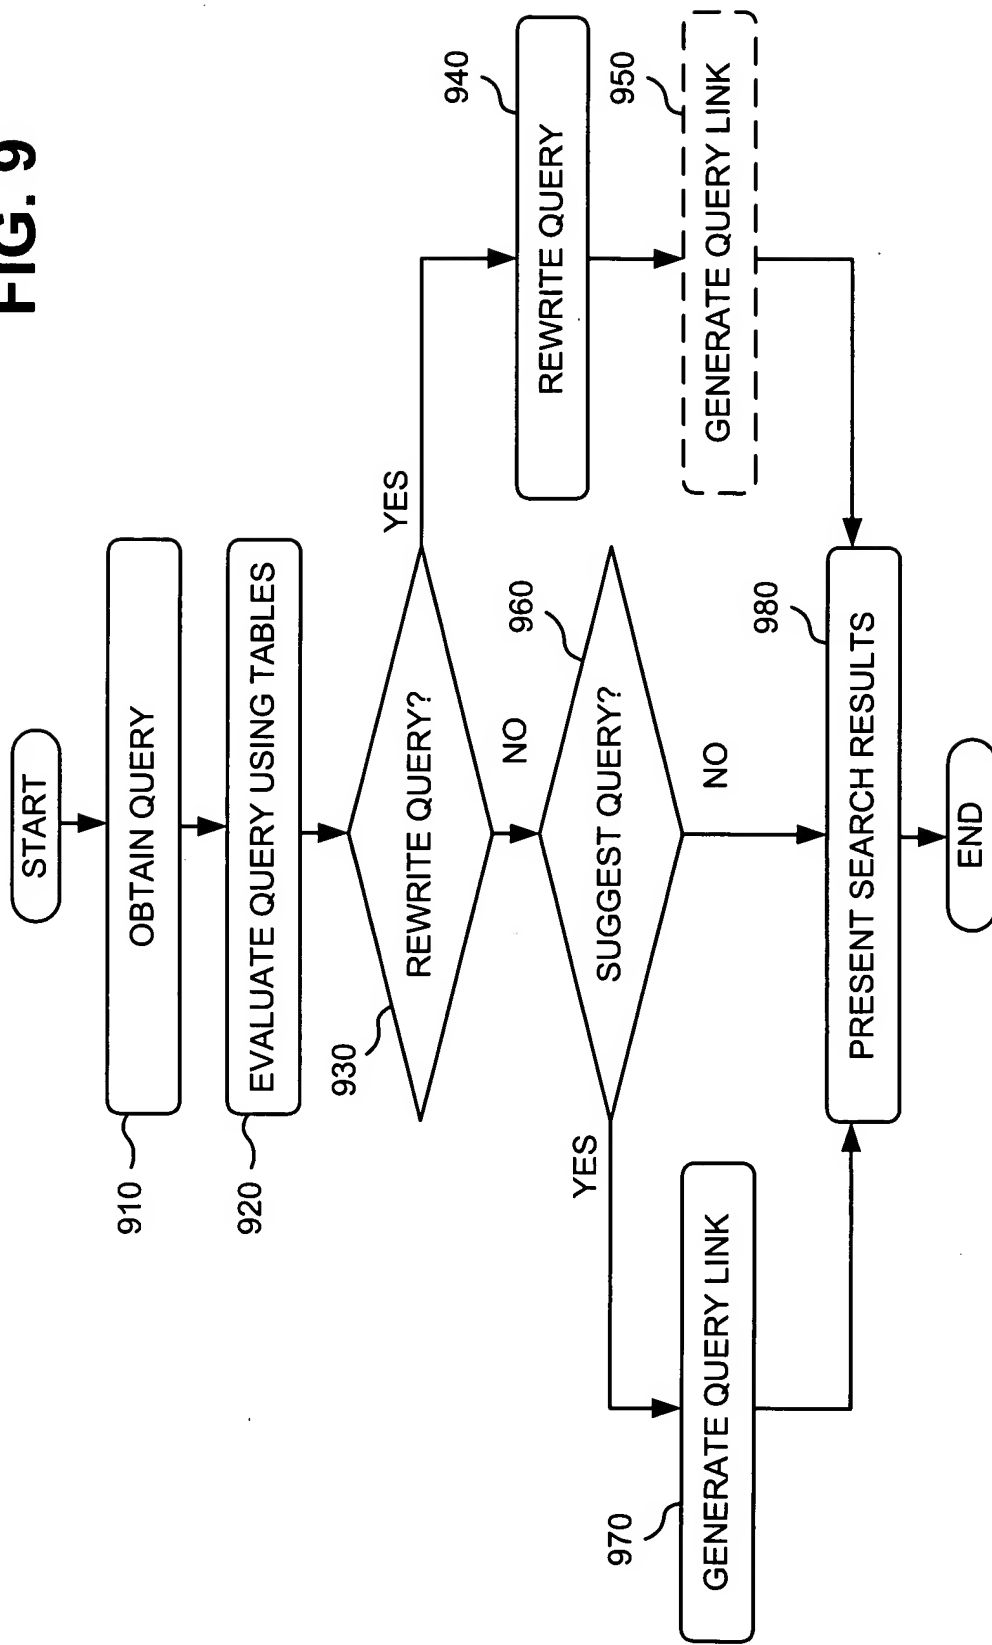 FIG. 9
START
OBTAIN QUERY
910
EVALUATE QUERY USING TABLES
920
REWRITE QUERY?
930
YES
NO
REWRITE QUERY
940
GENERATE QUERY LINK
950
SUGGEST QUERY?
960
YES
NO
GENERATE QUERY LINK
970
PRESENT SEARCH RESULTS
980
END